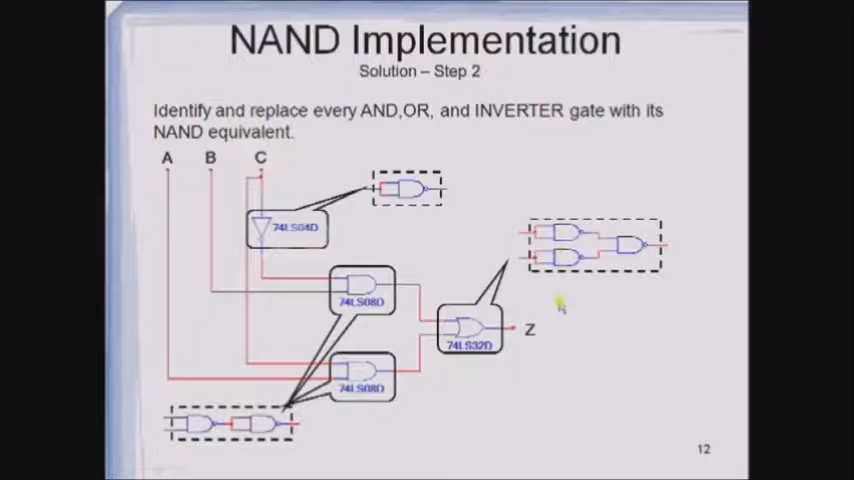 NAND Implementation
Solution – Step 2
Identify and replace every AND,OR, and INVERTER gate with its
NAND equivalent.
A B C
74LS04D
74LS08D
Z
74LS32D
74LS08D
12